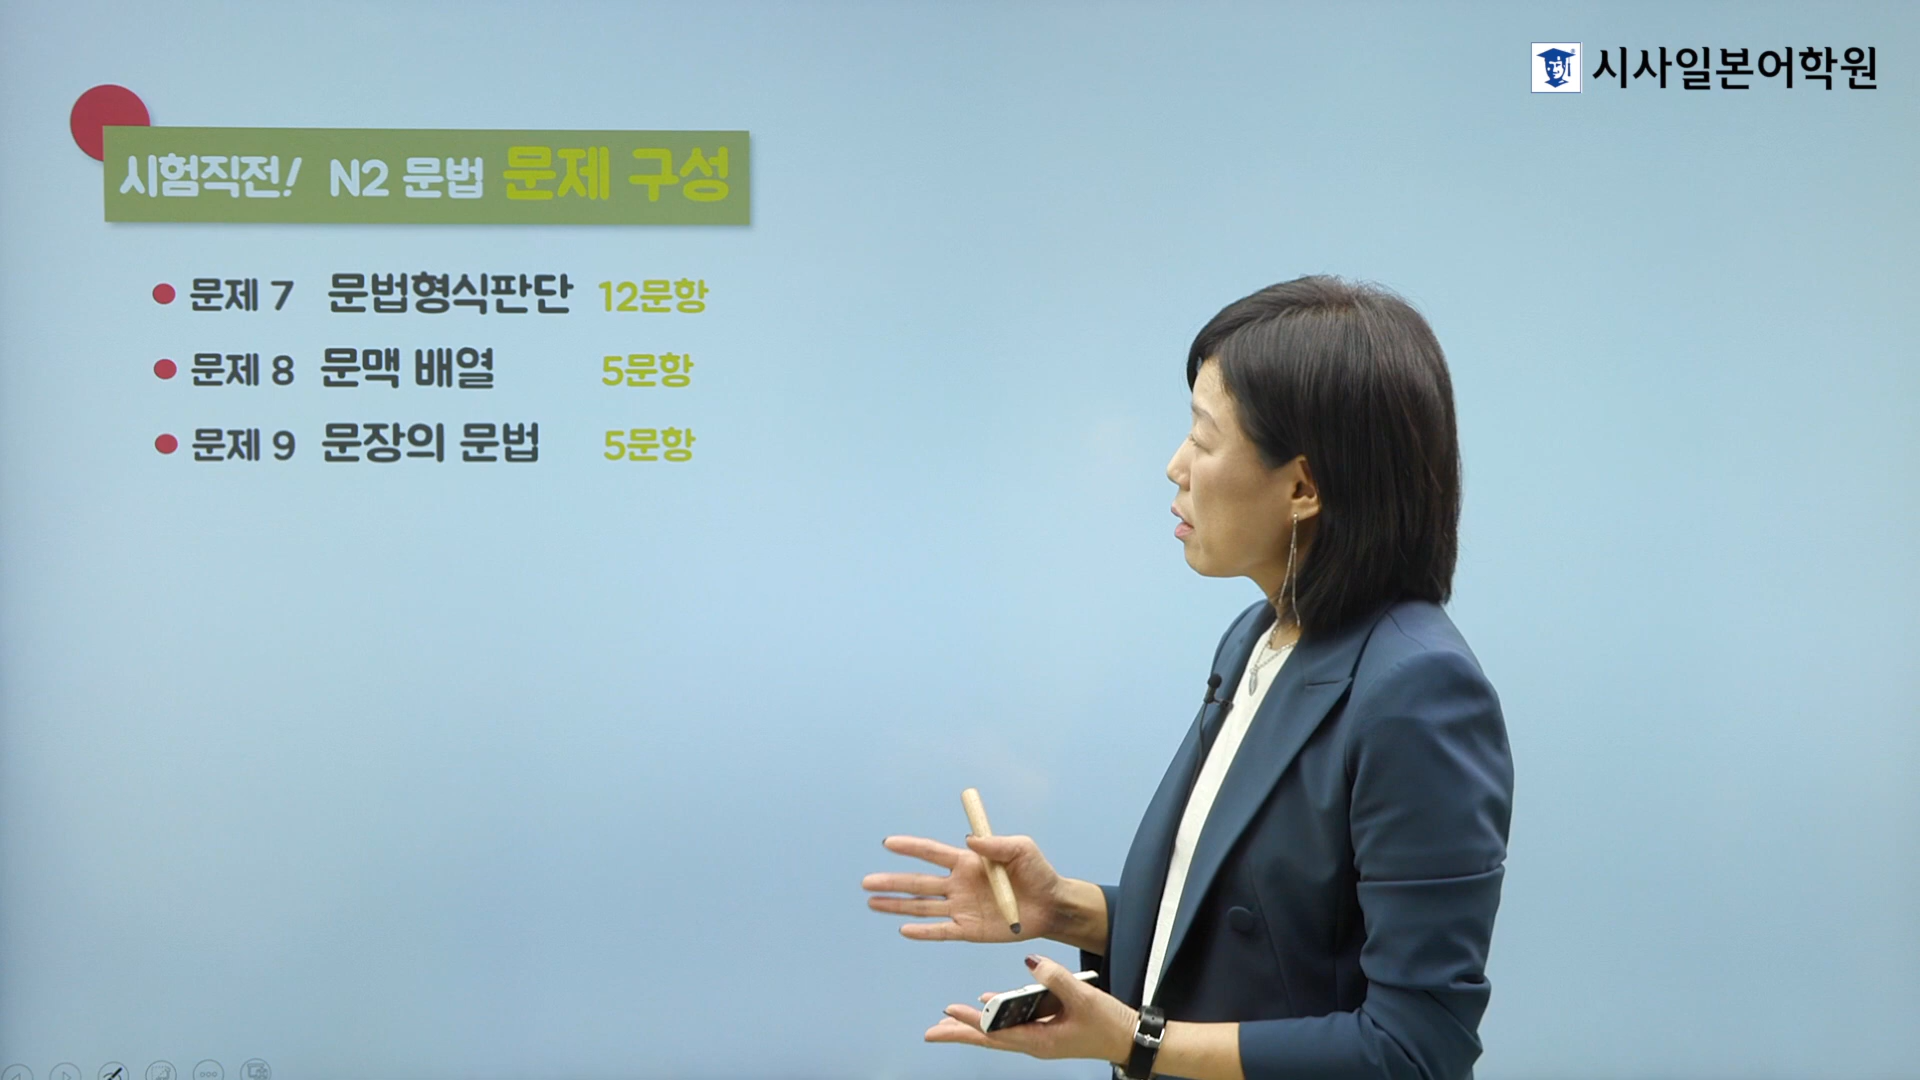 시사일본어학원
시험직전! N2 문법 문제 구성
문제 7 문법형식판단 12문항
문제 8 문맥 배열 5문항
문제 9 문장의 문법 5문항